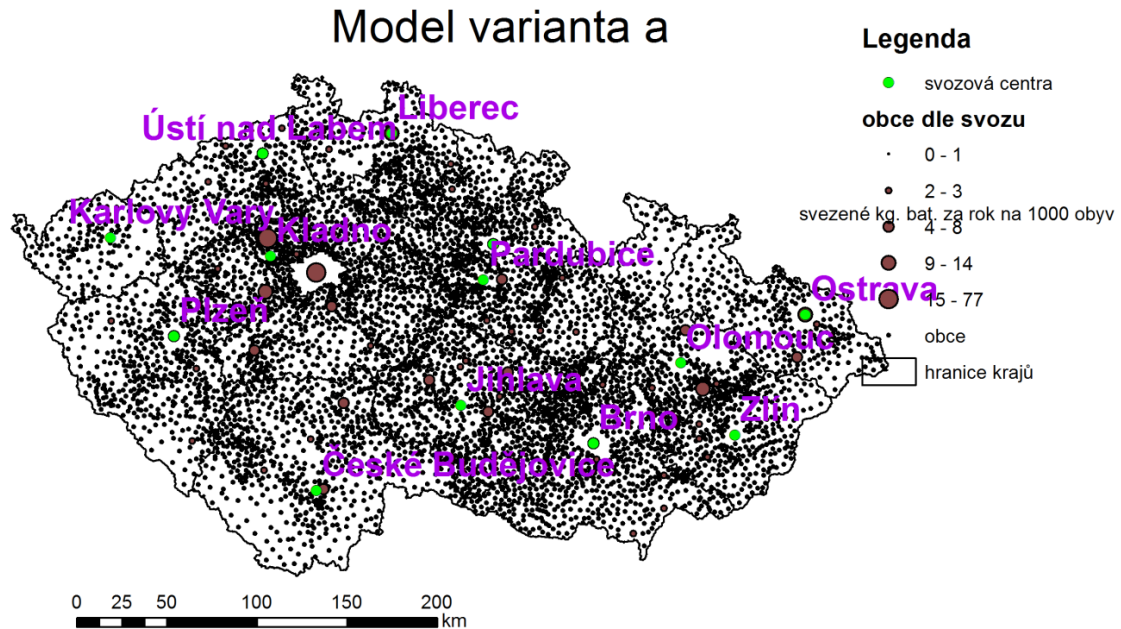 Model varianta a
Legenda
svozová centra
obce dle svozu
0 - 1
2 - 3
svezené kg. bat. za rok na 1000 obyv
4 - 8
9 - 14
15 - 77
obce
hranice krajů
Liberec
Ústí nad Labem
Karlovy Vary
Kladno
Pardubice
Plzeň
Ostrava
Olomouc
Jihlava
Brno
Zlín
České Budějovice
0 25 50 100 150 200
km